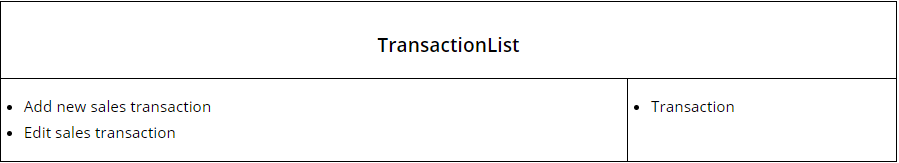 TransactionList
Add new sales transaction
Edit sales transaction
Transaction